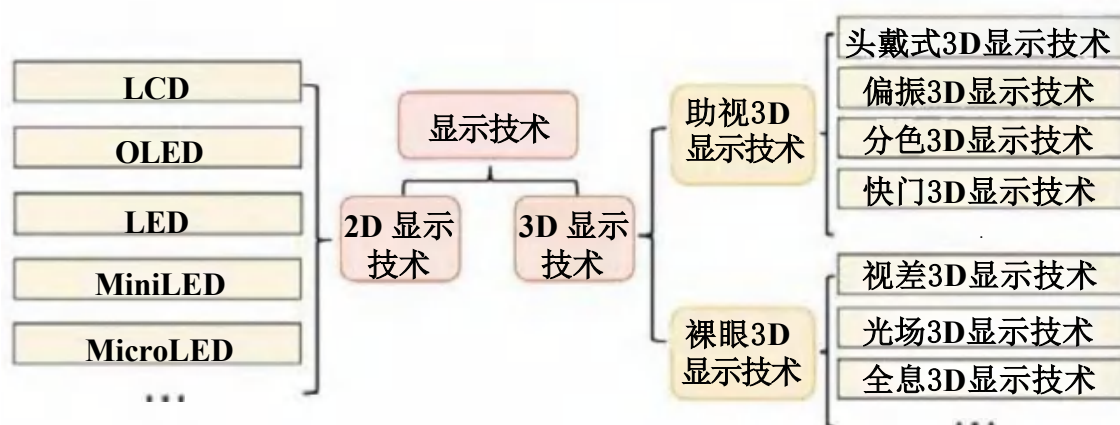 LCD
OLED
LED
MiniLED
MicroLED
...
显示技术
2D 显示
技术
3D 显示
技术
助视3D
显示技术
裸眼3D
显示技术
头戴式3D显示技术
偏振3D显示技术
分色3D显示技术
快门3D显示技术
视差3D显示技术
光场3D显示技术
全息3D显示技术
...